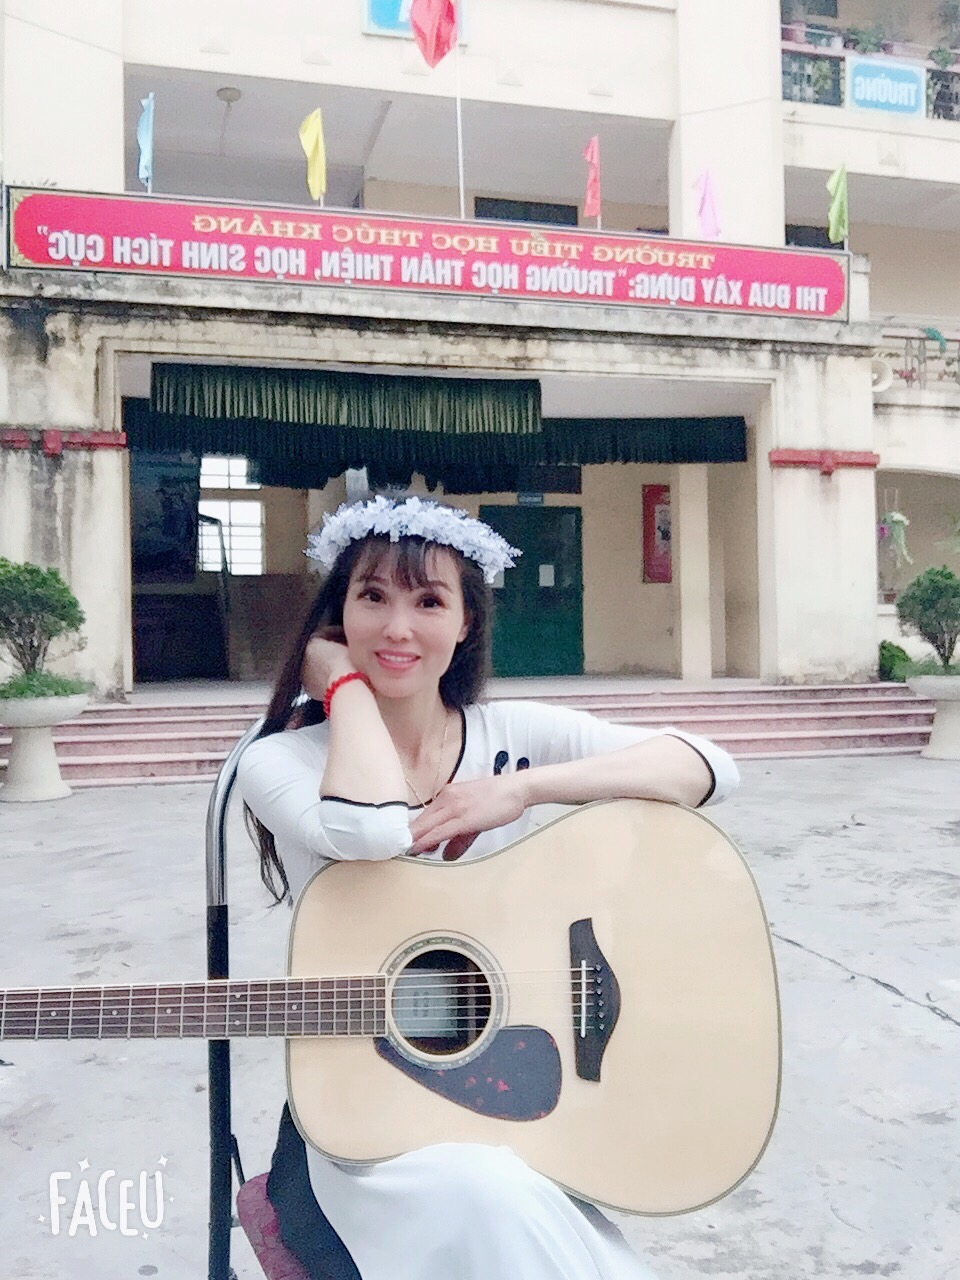 TRƯỜNG
TRƯỜNG TIỂU HỌC THÚC KHÁNG
THI ĐUA XÂY DỰNG: "TRƯỜNG HỌC THÂN THIỆN, HỌC SINH TÍCH CỰC"
FACEU